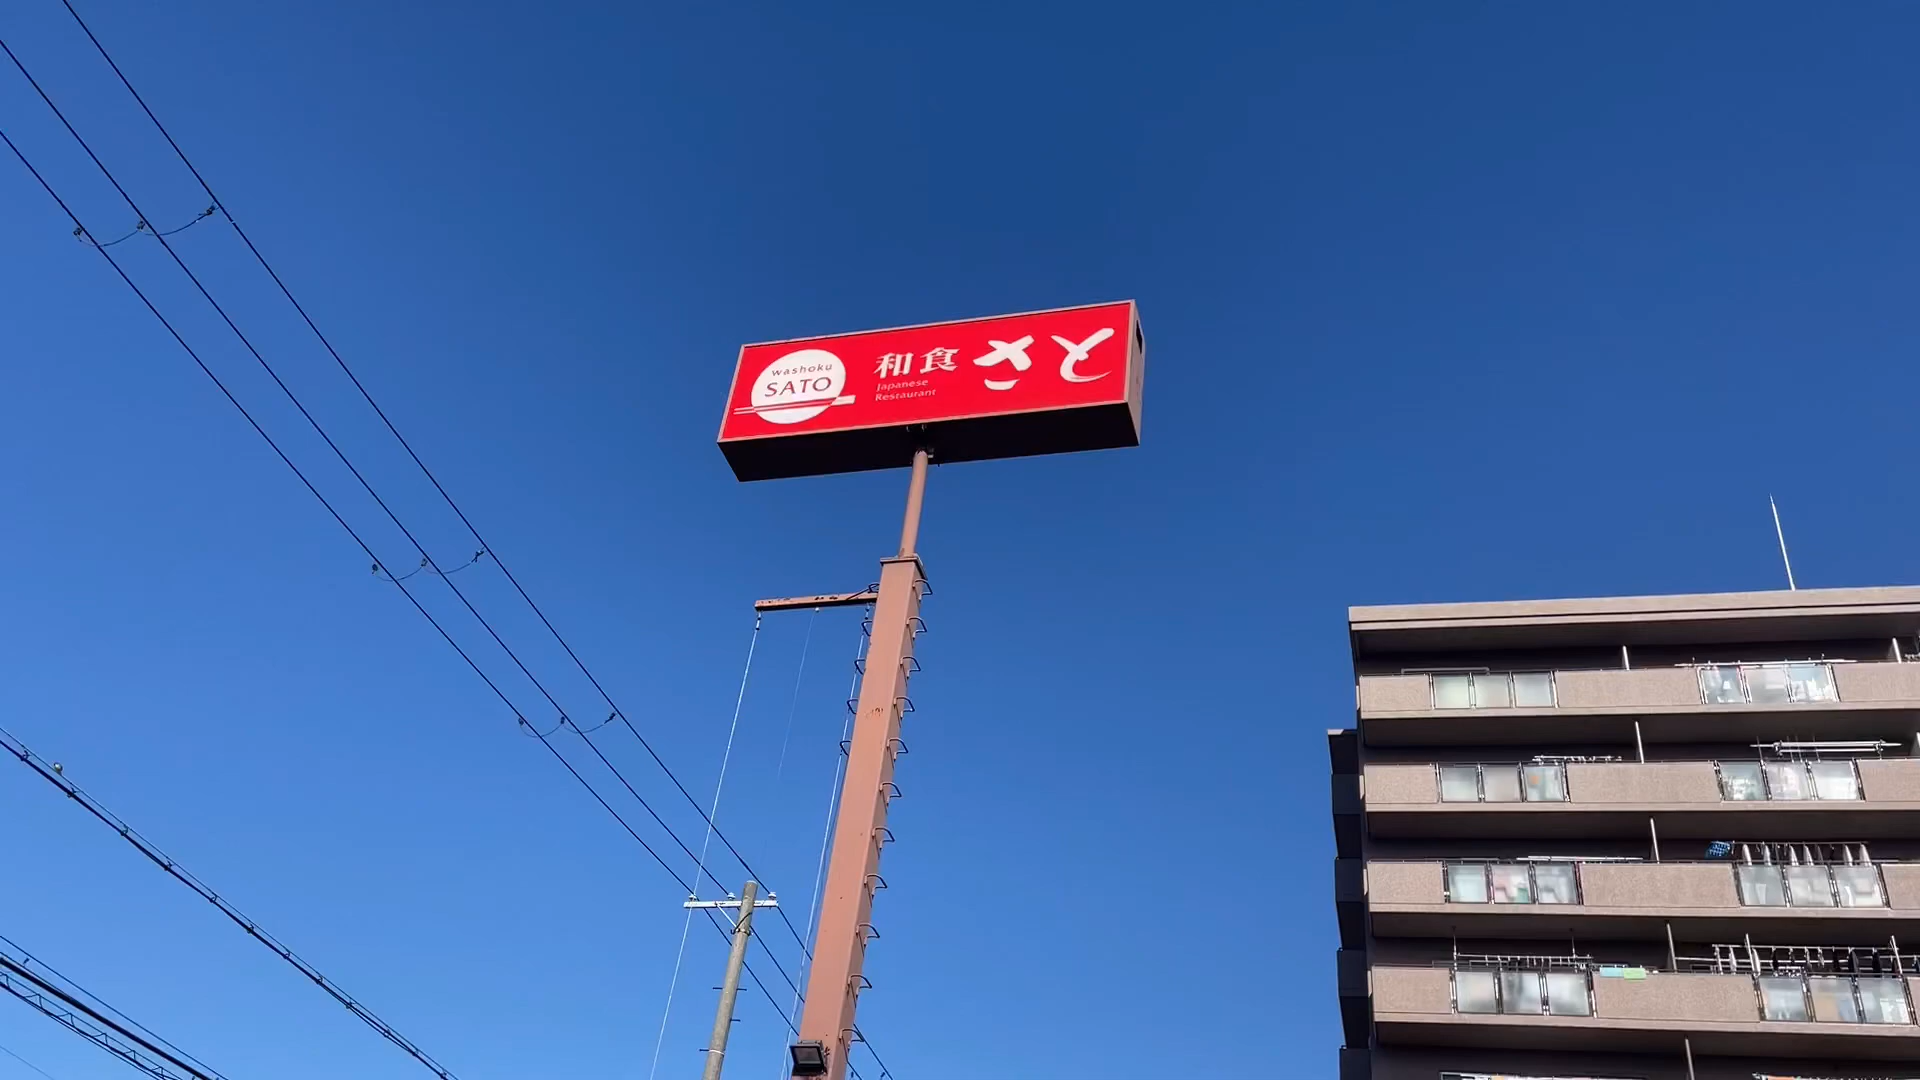 washoku
SATO
和食 さと
Japanese
Restaurant